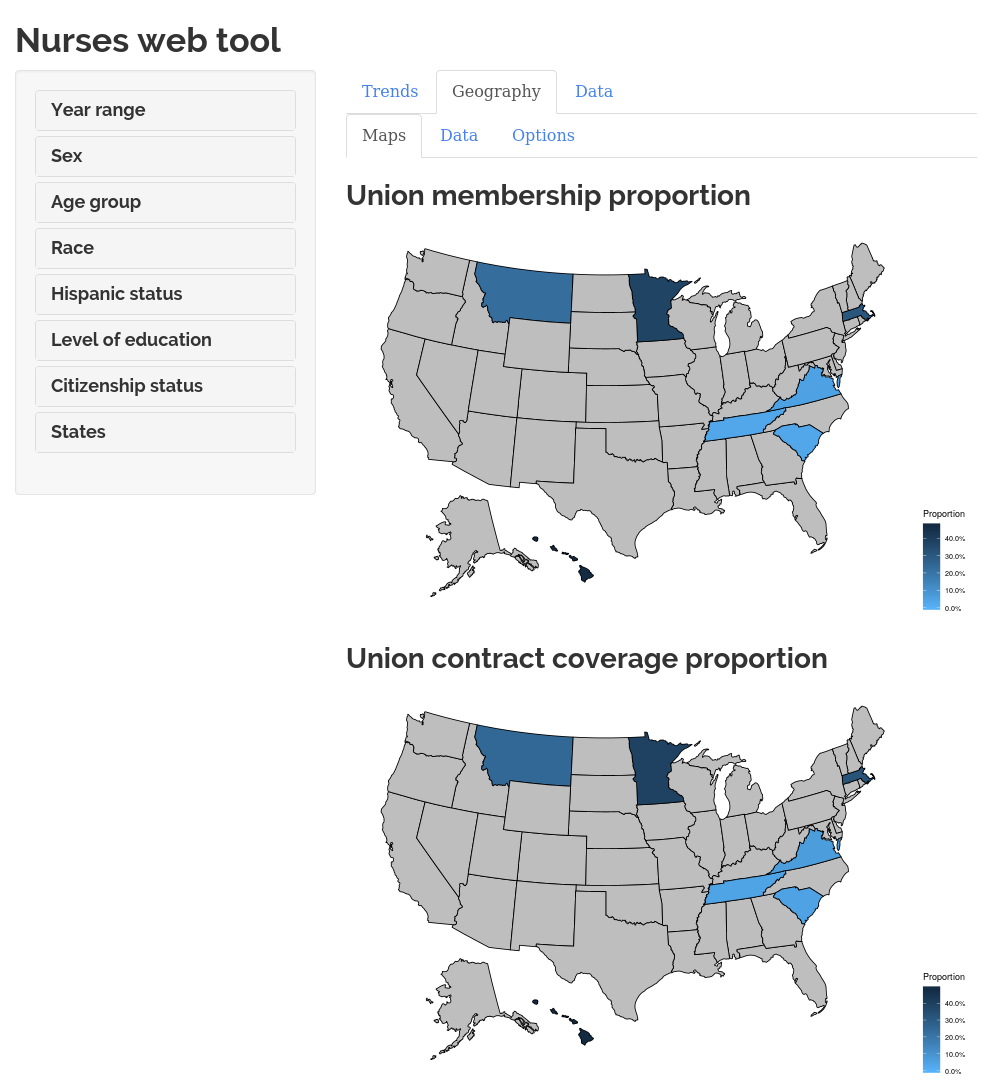 Nurses web tool
Year range
Sex
Age group
Race
Hispanic status
Level of education
Citizenship status
States
Trends Geography Data
Maps Data Options
Union membership proportion
Proportion
40.0%
30.0%
20.0%
10.0%
0.0%
Union contract coverage proportion
Proportion
40.0%
30.0%
20.0%
10.0%
0.0%